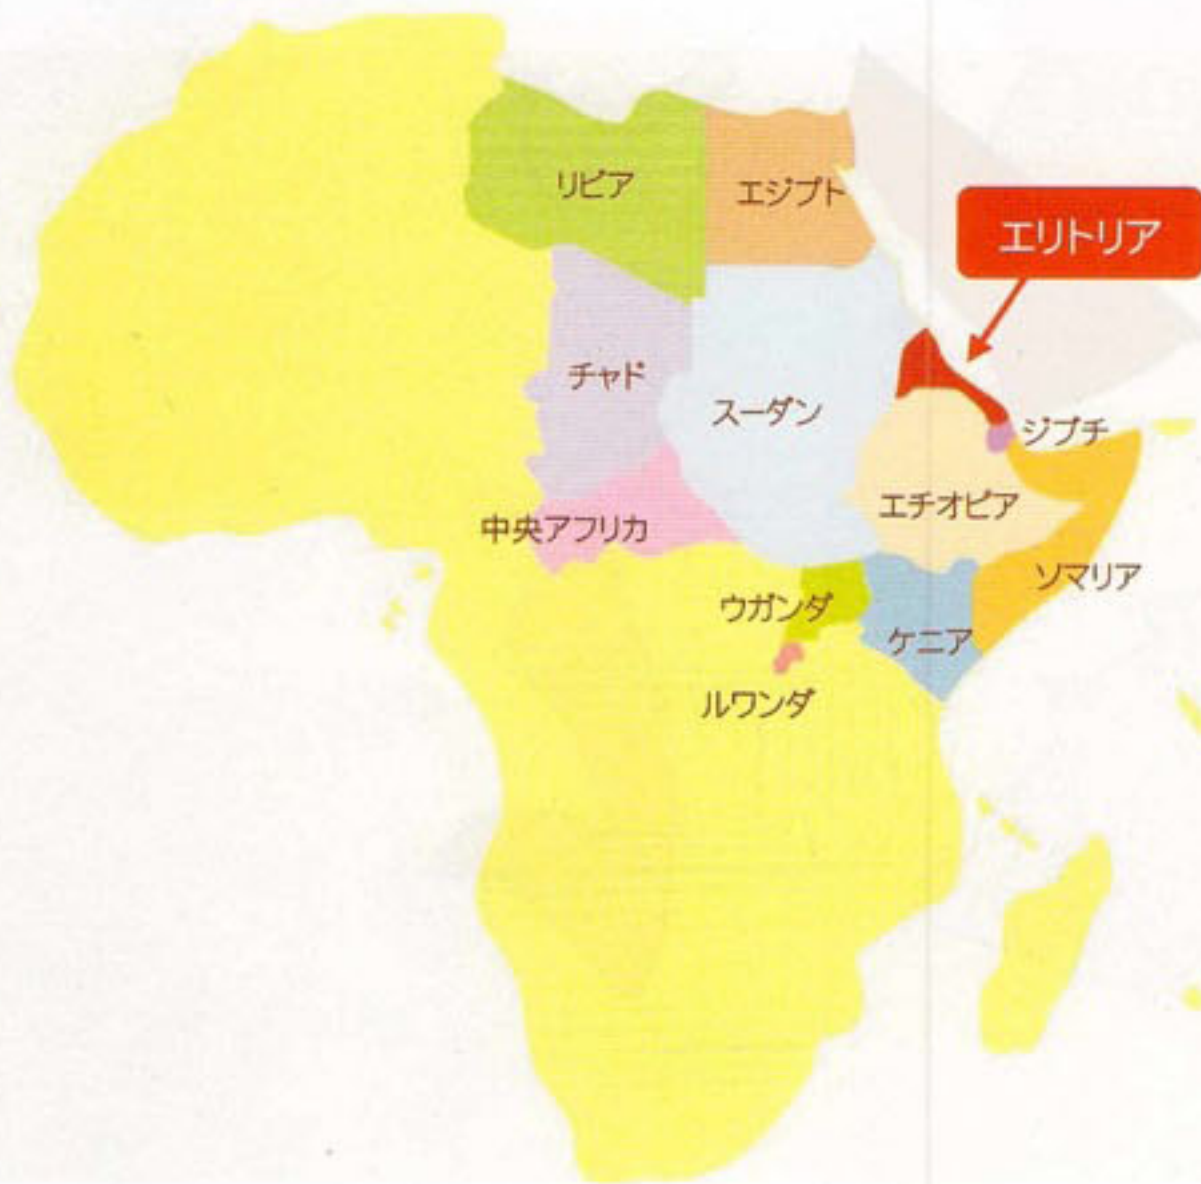 リビア
エジプト
エリトリア
チャド
スーダン
ジブチ
エチオピア
中央アフリカ
ソマリア
ウガンダ
ケニア
ルワンダ